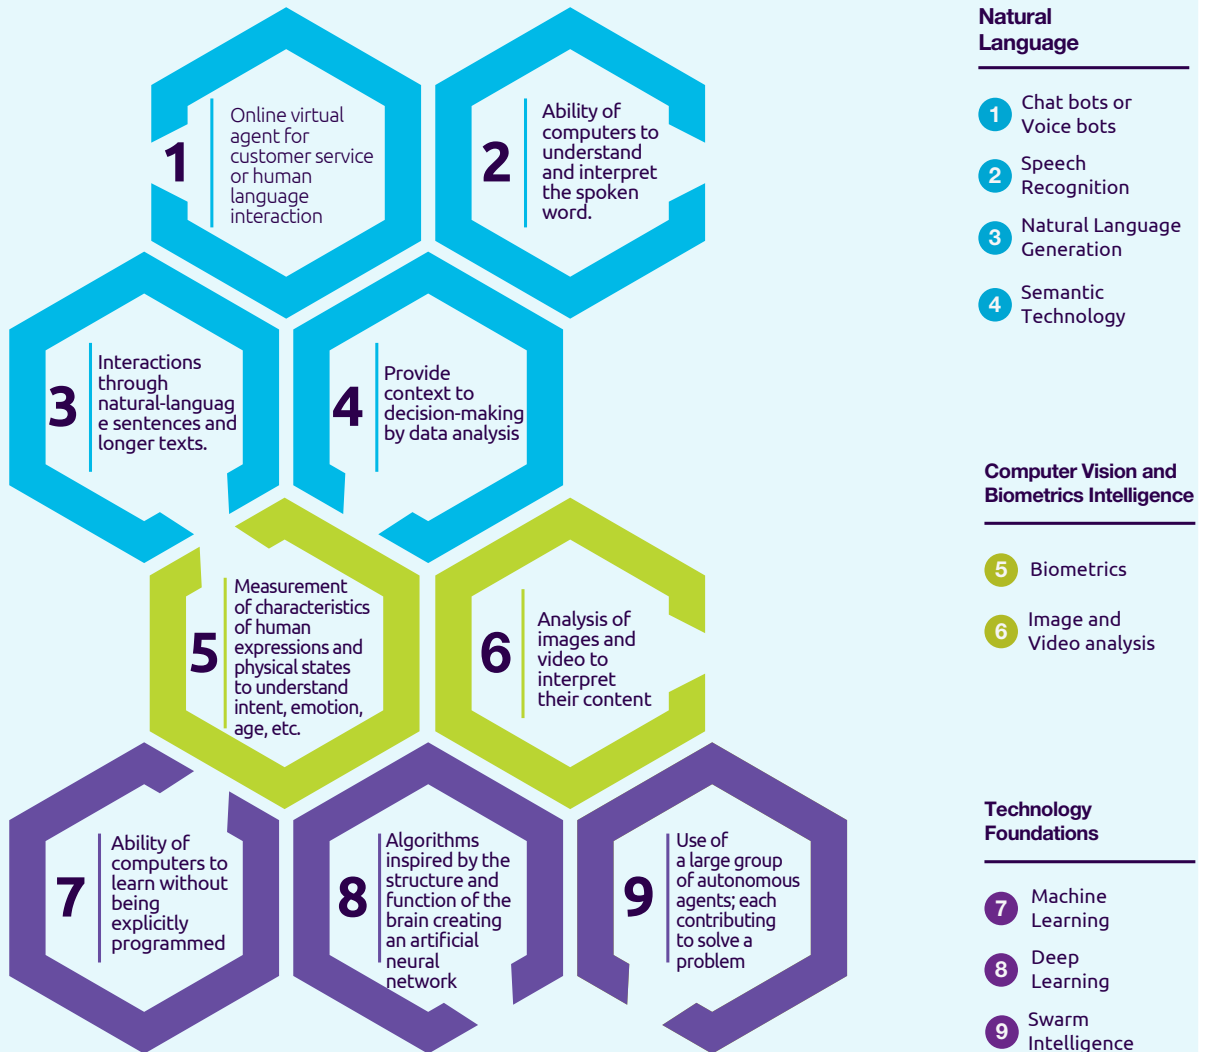 1
Online virtual
agent for
customer service
or human
language
interaction
2
Ability of
computers to
understand
and interpret
the spoken
word.
3
Interactions
through
natural-languag
e sentences and
longer texts.
4
Provide
context to
decision-making
by data analysis
5
Measurement
of characteristics
of human
expressions and
physical states
to understand
intent, emotion,
age, etc.
6
Analysis of
images and
video to
interpret
their content
7
Ability of
computers to
learn without
being
explicitly
programmed
8
Algorithms
inspired by the
structure and
function of the
brain creating
an artificial
neural
network
9
Use of
a large group
of autonomous
agents; each
contributing
to solve a
problem
Natural
Language
1 Chat bots or
Voice bots
2 Speech
Recognition
3 Natural Language
Generation
4 Semantic
Technology
Computer Vision and
Biometrics Intelligence
5 Biometrics
6 Image and
Video analysis
Technology
Foundations
7 Machine
Learning
8 Deep
Learning
9 Swarm
Intelligence